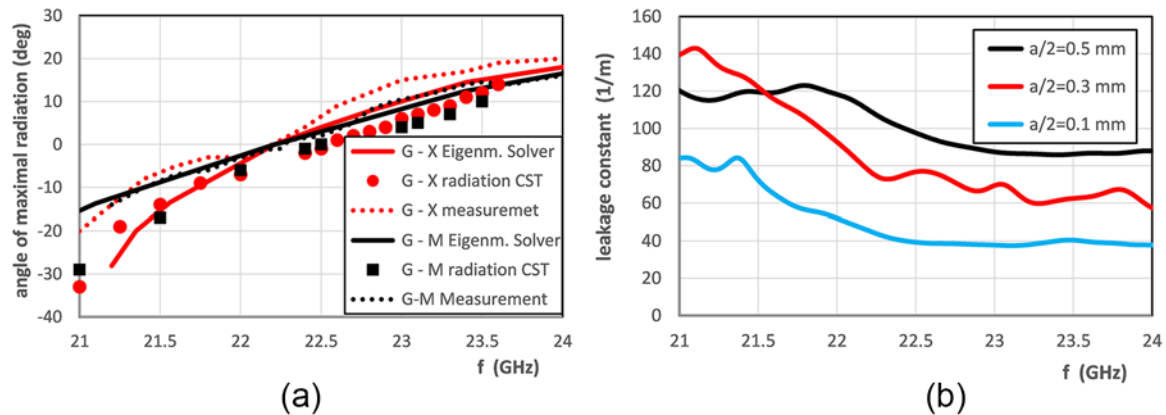 angle of maximal radiation (deg)
30
20
10
0
-10
-20
-30
-40
21
21.5
22
22.5
23
23.5
24
f (GHz)
G - X Eigenm. Solver
G - X radiation CST
G - X measuremet
G - M Eigenm. Solver
G - M radiation CST
G-M Measurement
(a)
leakage constant (1/m)
160
140
120
100
80
60
40
20
0
21
21.5
22
22.5
23
23.5
24
f (GHz)
a/2=0.5 mm
a/2=0.3 mm
a/2=0.1 mm
(b)